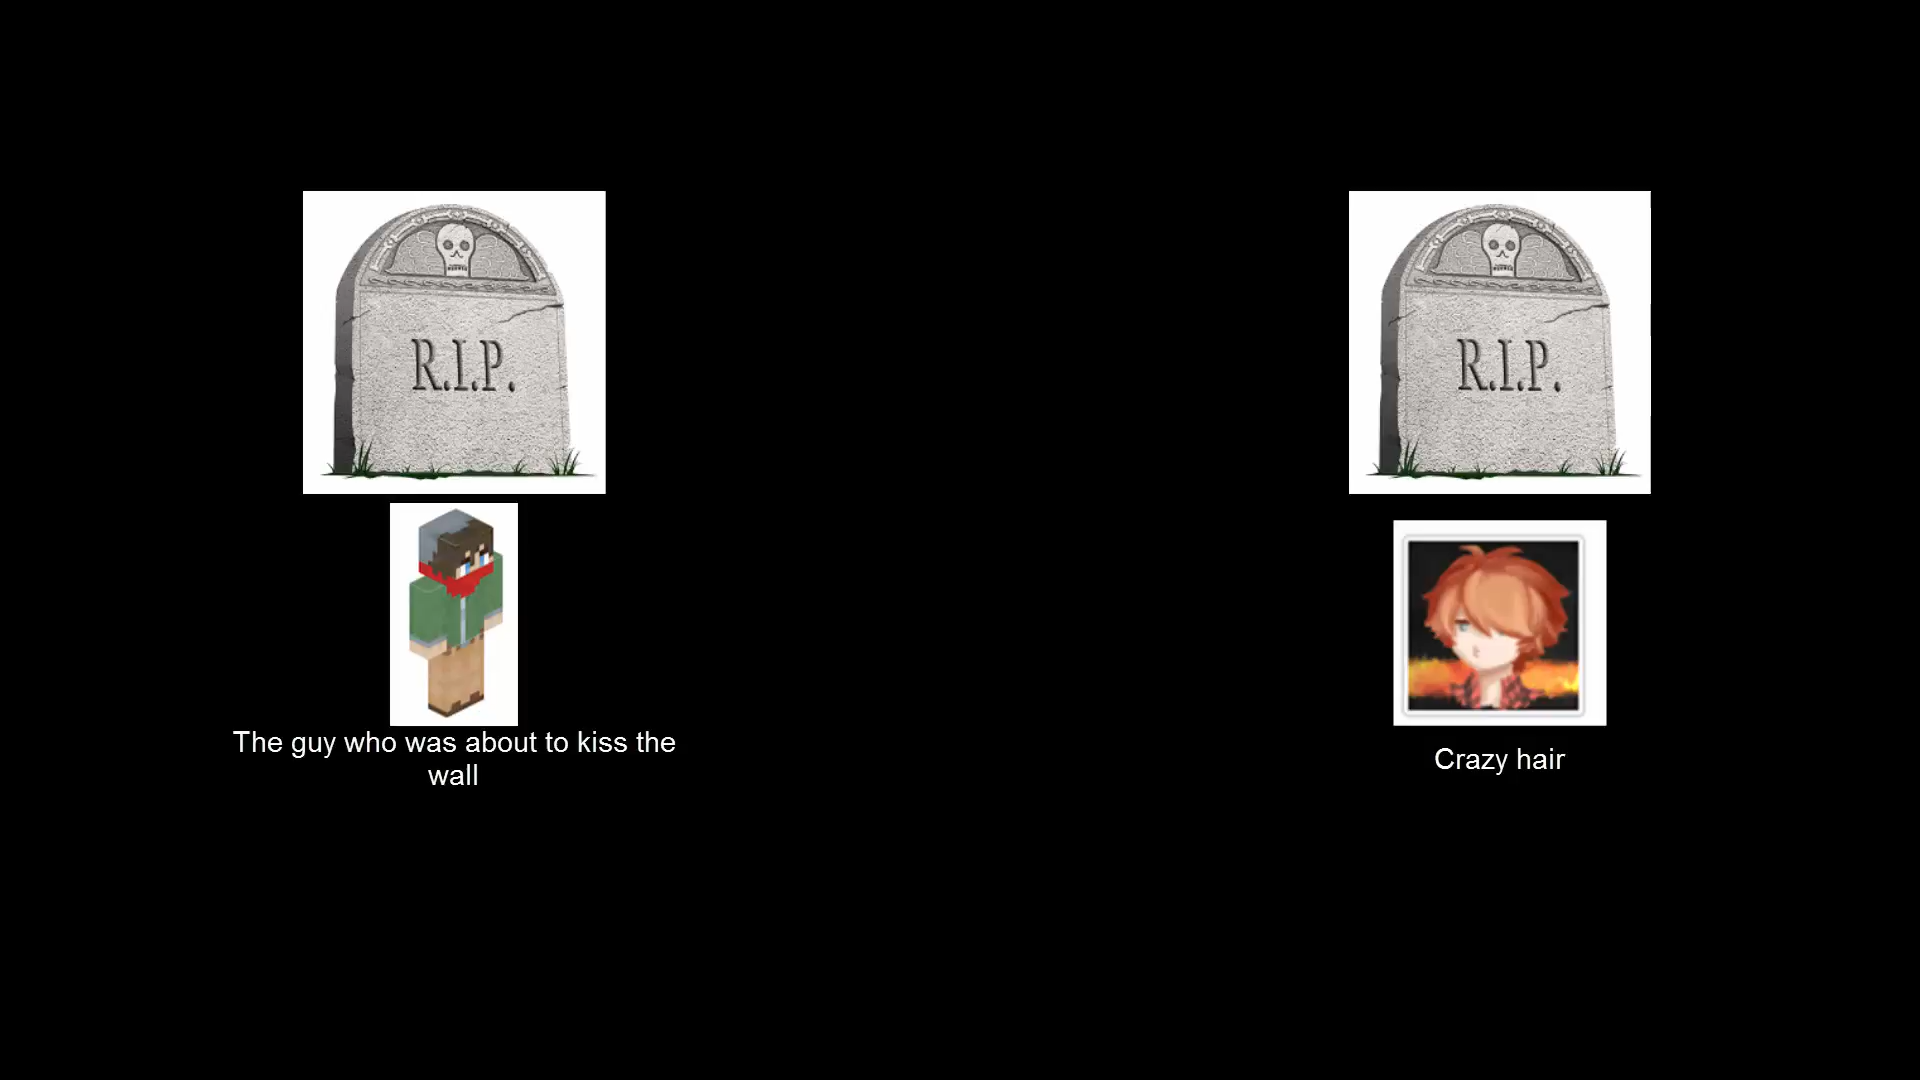 R.I.P.
The guy who was about to kiss the
wall
R.I.P.
Crazy hair